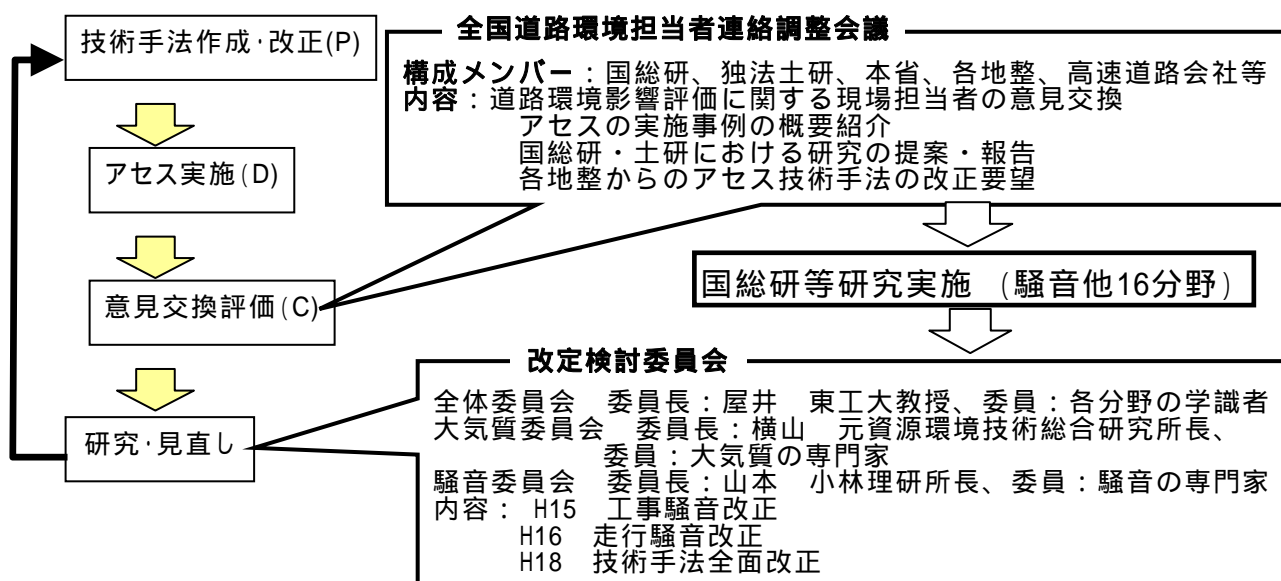 技術手法作成・改正(P)
アセス実施(D)
意見交換評価(C)
研究・見直し
全国道路環境担当者連絡調整会議
構成メンバー：国総研、独法土研、本省、各地整、高速道路会社等
内容：道路環境影響評価に関する現場担当者の意見交換
アセスの実施事例の概要紹介
国総研・土研における研究の提案・報告
各地整からのアセス技術手法の改正要望
国総研等研究実施 (騒音他16分野)
改定検討委員会
全体委員会 委員長：屋井 東工大教授、委員：各分野の学識者
大気質委員会 委員長：横山 元資源環境技術総合研究所長、
委員：大気質の専門家
騒音委員会 委員長：山本 小林理研所長、委員：騒音の専門家
内容： H15 工事騒音改正
H16 走行騒音改正
H18 技術手法全面改正